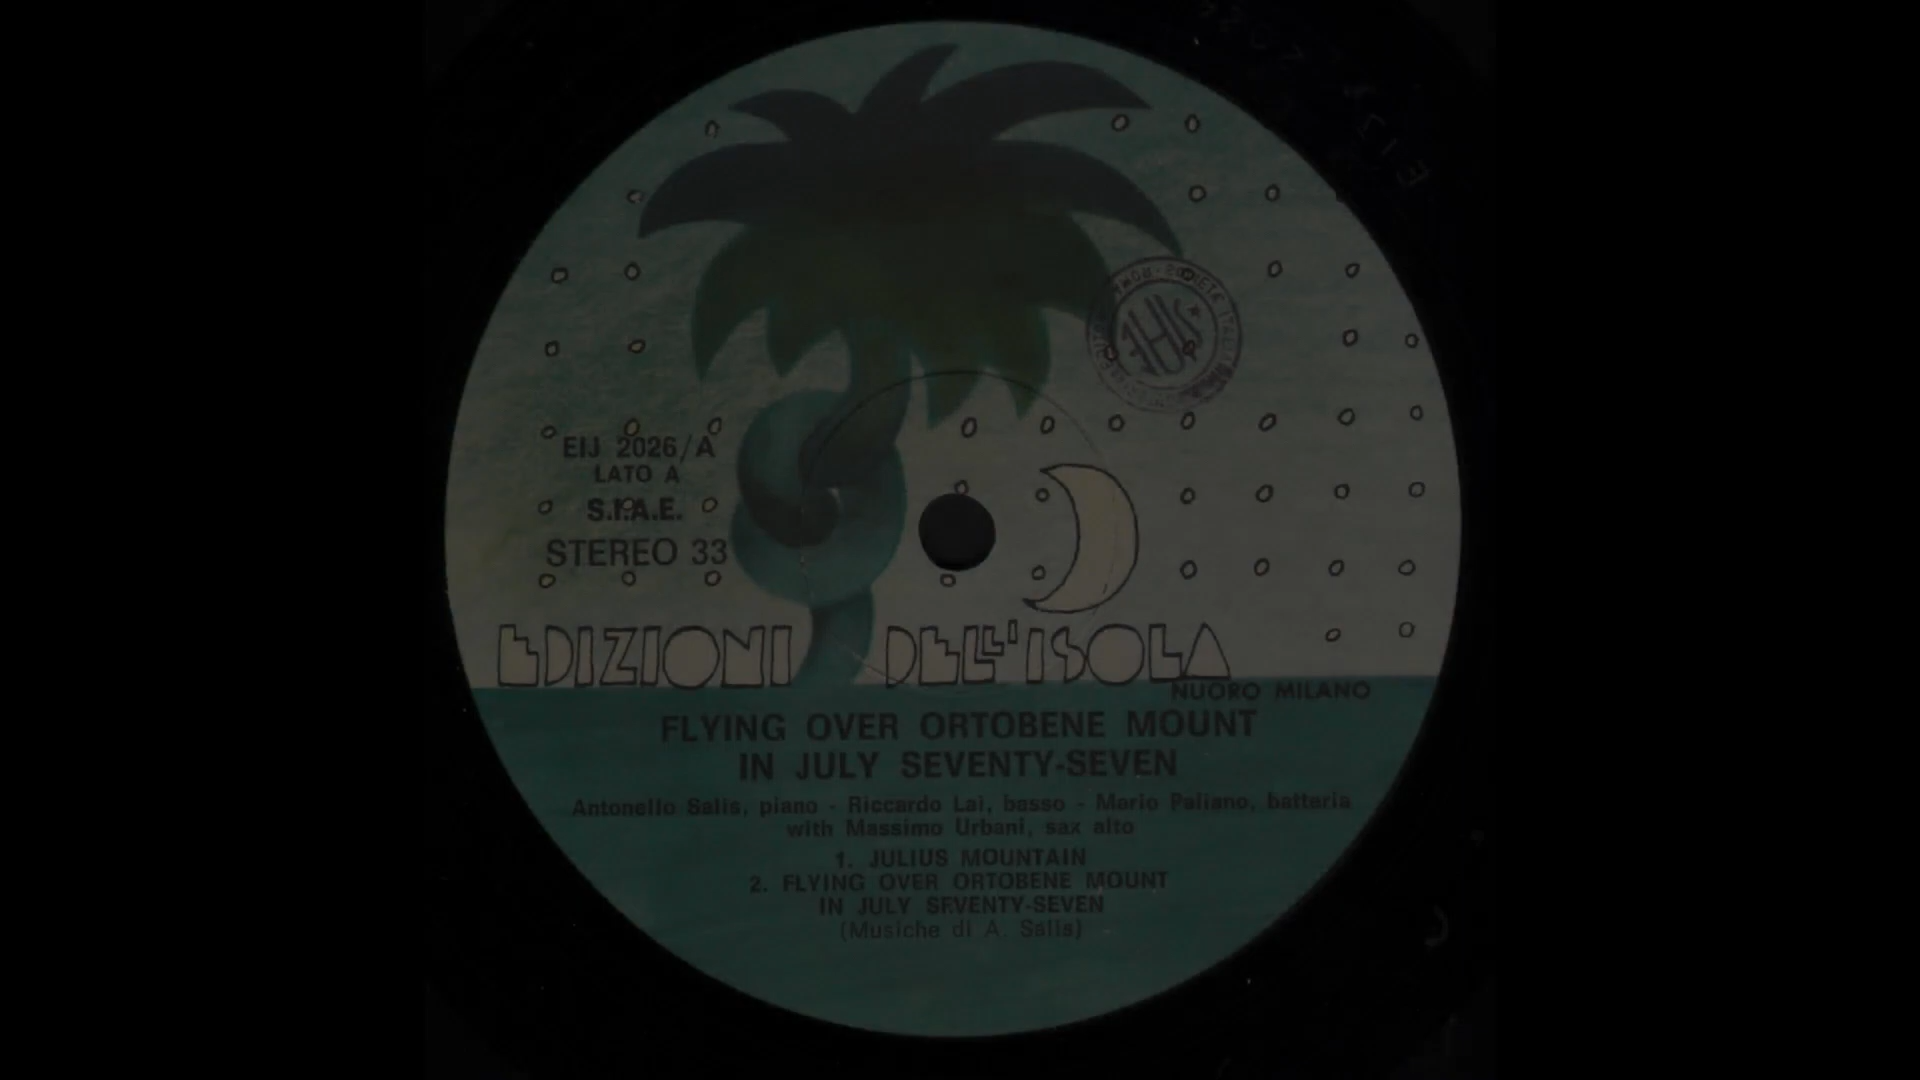 EIJ 2026/A
LATO A
S.I.A.E.
STEREO 33
EDIZIONI DELL'ISOLA
NUORO MILANO
FLYING OVER ORTOBENE MOUNT
IN JULY SEVENTY-SEVEN
Antonello Salis, piano - Riccardo Lai, basso - Mario Paliano, batteria
with Massimo Urbani, sax alto
1. JULIUS MOUNTAIN
2. FLYING OVER ORTOBENE MOUNT
IN JULY SEVENTY-SEVEN
(Musiche di A. Salis)